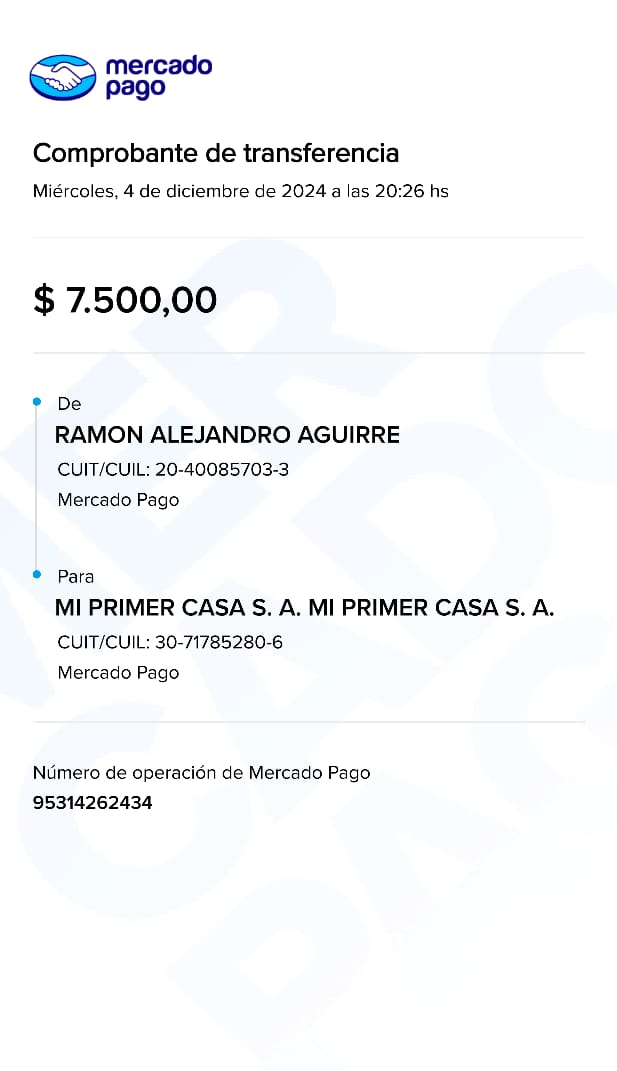 mercado
pago
Comprobante de transferencia
Miércoles, 4 de diciembre de 2024 a las 20:26 hs
$ 7.500,00
De
RAMON ALEJANDRO AGUIRRE
CUIT/CUIL: 20-40085703-3
Mercado Pago
Para
MI PRIMER CASA S. A. MI PRIMER CASA S. A.
CUIT/CUIL: 30-71785280-6
Mercado Pago
Número de operación de Mercado Pago
95314262434